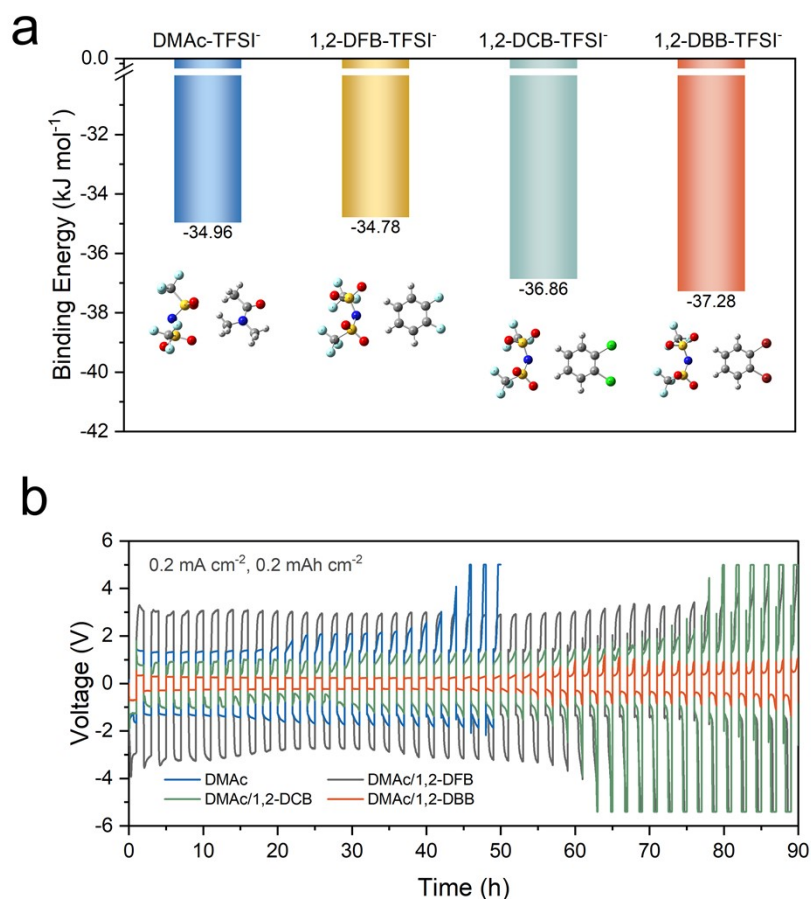 a
DMAc-TFSI⁻ 1,2-DFB-TFSI⁻ 1,2-DCB-TFSI⁻ 1,2-DBB-TFSI⁻
Binding Energy (kJ mol⁻¹)
0.0
-32
-34
-36
-38
-40
-42
-34.96
-34.78
-36.86
-37.28
b
0.2 mA cm⁻², 0.2 mAh cm⁻²
Voltage (V)
6
4
2
0
-2
-4
-6
DMAc
DMAc/1,2-DFB
DMAc/1,2-DCB
DMAc/1,2-DBB
0 10 20 30 40 50 60 70 80 90
Time (h)